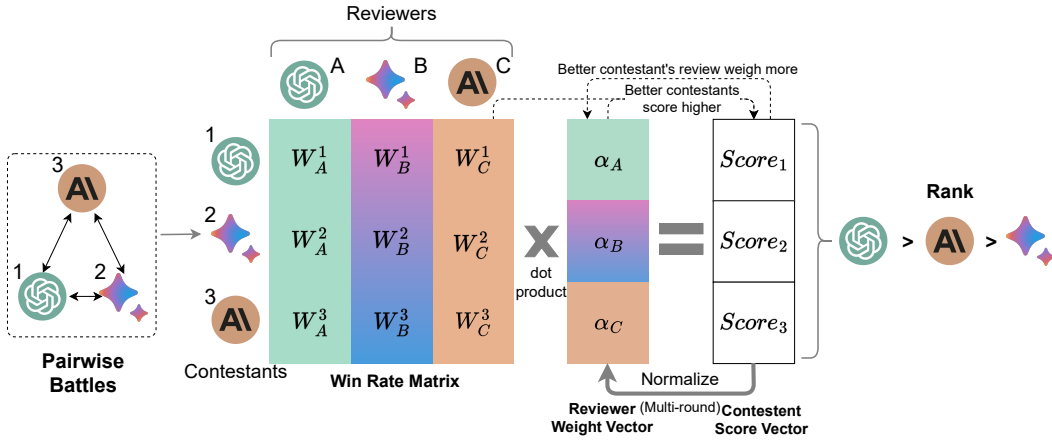 Reviewers
A
B
C
Better contestant's review weigh more
Better contestants
score higher
1
2
3
Pairwise
Battles
1
2
3
Contestants
W_A^1 W_B^1 W_C^1
W_A^2 W_B^2 W_C^2
W_A^3 W_B^3 W_C^3
Win Rate Matrix
x
dot
product
α_A
α_B
α_C
=
Score_1
Score_2
Score_3
Normalize
(Multi-round)
Reviewer
Weight Vector
Contestent
Score Vector
Rank
> >